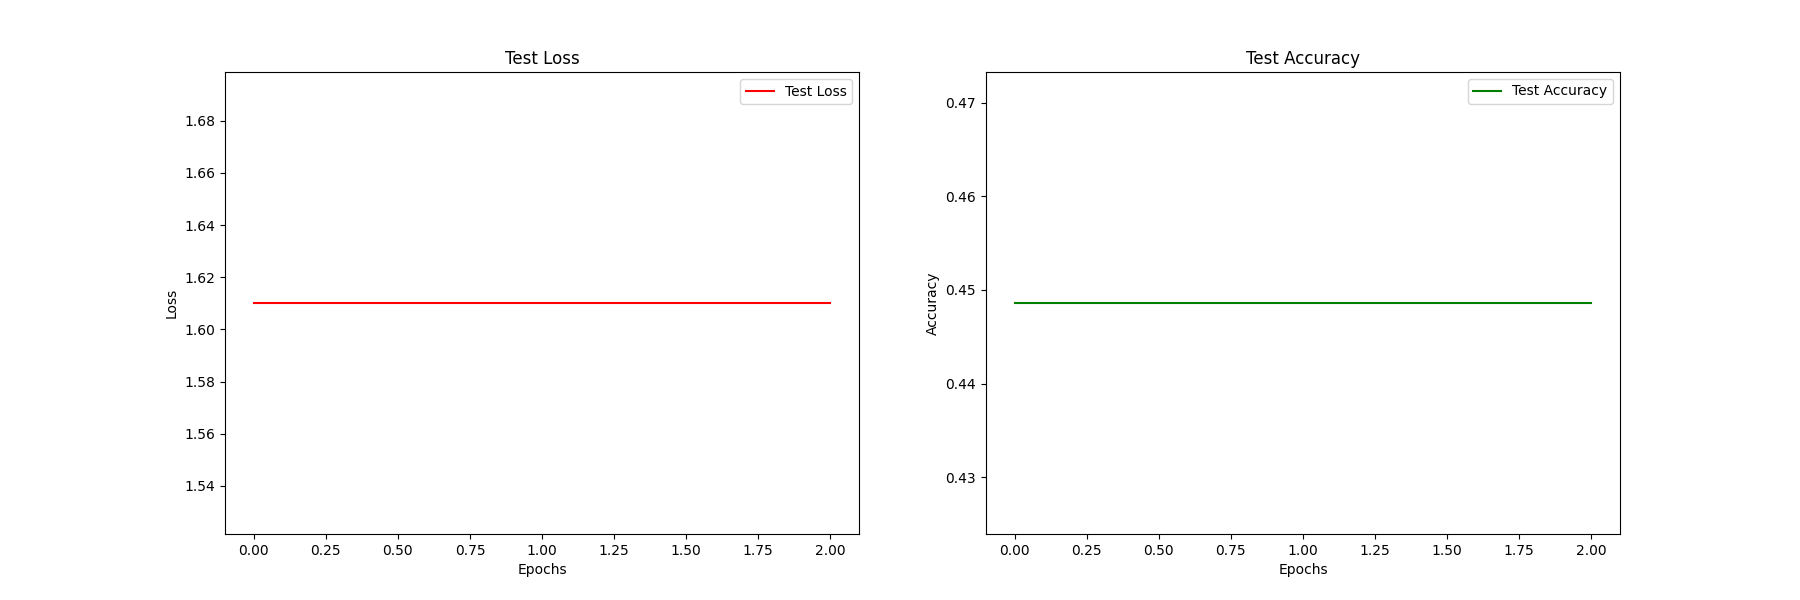 Test Loss
Test Loss
1.68
1.66
1.64
1.62
1.60
1.58
1.56
1.54
Loss
0.00 0.25 0.50 0.75 1.00 1.25 1.50 1.75 2.00
Epochs
Test Accuracy
Test Accuracy
0.47
0.46
0.45
0.44
0.43
Accuracy
0.00 0.25 0.50 0.75 1.00 1.25 1.50 1.75 2.00
Epochs